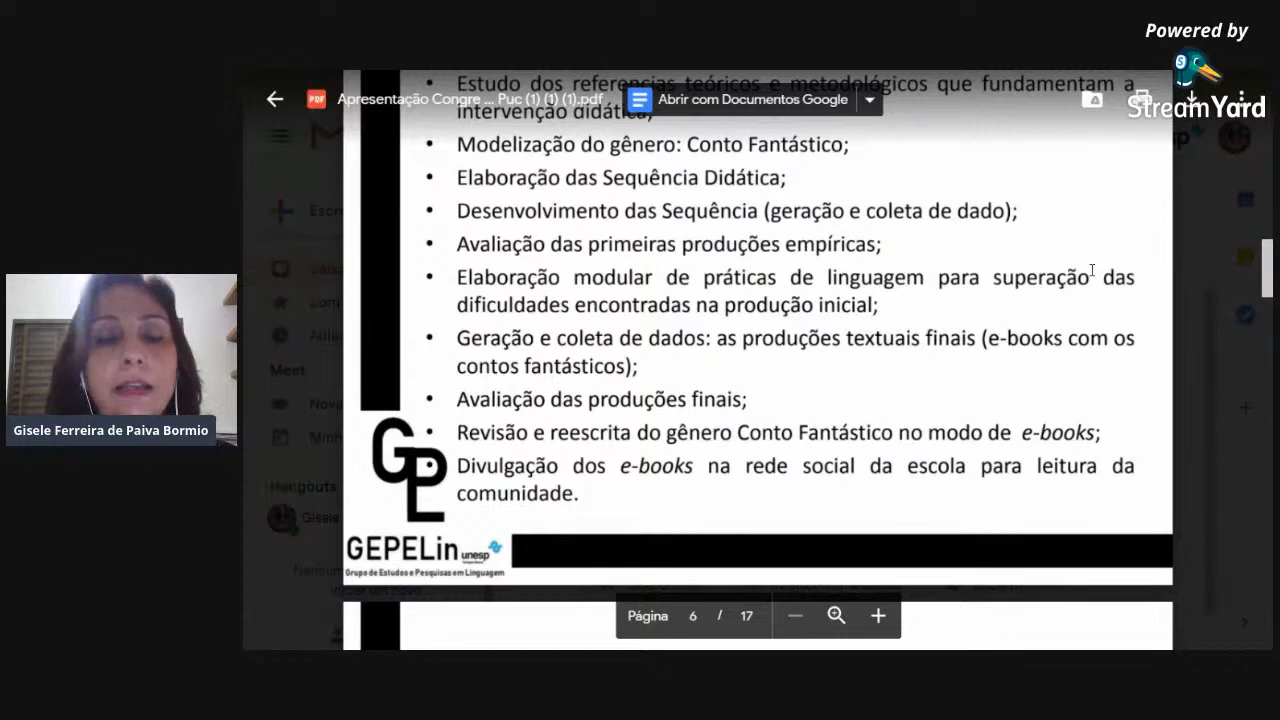 Powered by
StreamYard
Estudo dos referencias teóricos e metodológicos que fundamentam a
PDF
Apresentação Congre ... Puc (1) (1) (1).pdf
Abrir com Documentos Google
intervenção didática;
• Modelização do gênero: Conto Fantástico;
• Elaboração das Sequência Didática;
• Desenvolvimento das Sequência (geração e coleta de dado);
• Avaliação das primeiras produções empíricas;
• Elaboração modular de práticas de linguagem para superação das
dificuldades encontradas na produção inicial;
• Geração e coleta de dados: as produções textuais finais (e-books com os
contos fantásticos);
• Avaliação das produções finais;
• Revisão e reescrita do gênero Conto Fantástico no modo de e-books;
• Divulgação dos e-books na rede social da escola para leitura da
comunidade.
Gisele Ferreira de Paiva Bormio
Meet
Hangouts
GPL
GEPELin unesp
Grupo de Estudos e Pesquisas em Linguagem
Página 6 / 17